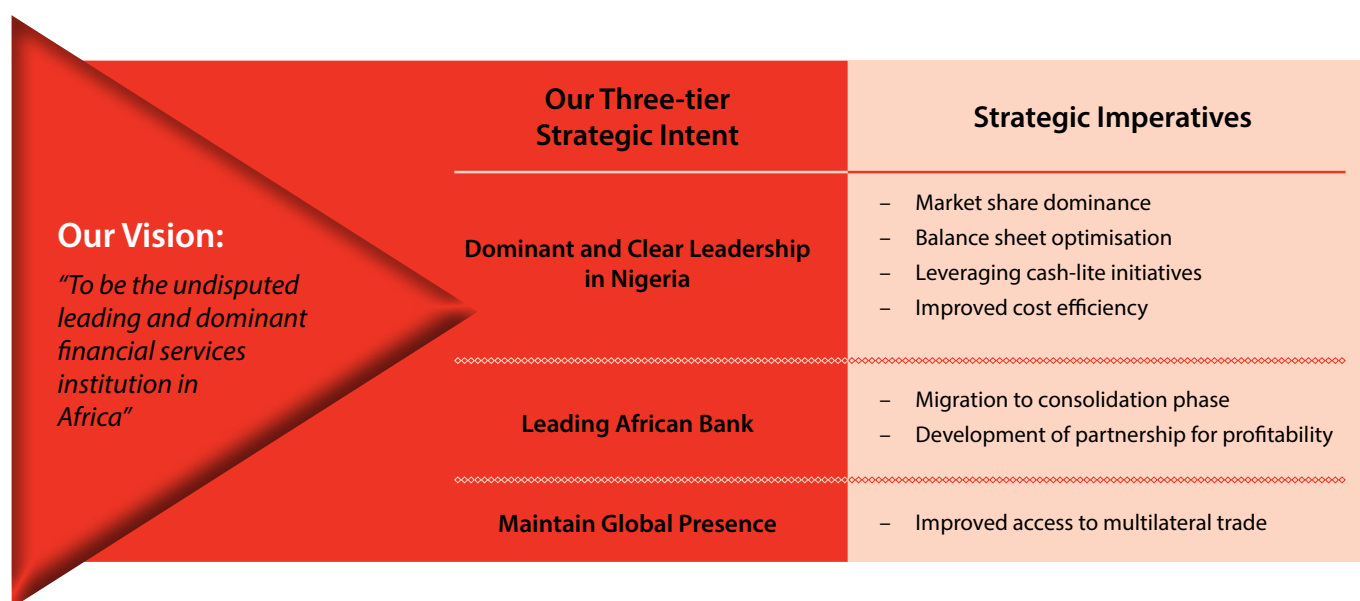 Our Vision:
“To be the undisputed
leading and dominant
financial services
institution in
Africa”
Our Three-tier
Strategic Intent
Strategic Imperatives
Dominant and Clear Leadership
in Nigeria
– Market share dominance
– Balance sheet optimisation
– Leveraging cash-lite initiatives
– Improved cost efficiency
Leading African Bank
– Migration to consolidation phase
– Development of partnership for profitability
Maintain Global Presence
– Improved access to multilateral trade